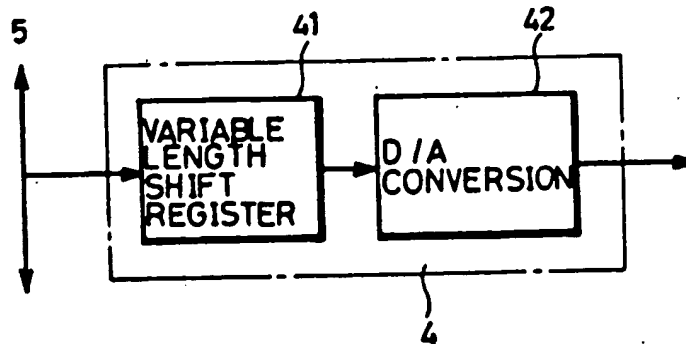 5
41
42
VARIABLE
LENGTH
SHIFT
REGISTER
D/A
CONVERSION
4